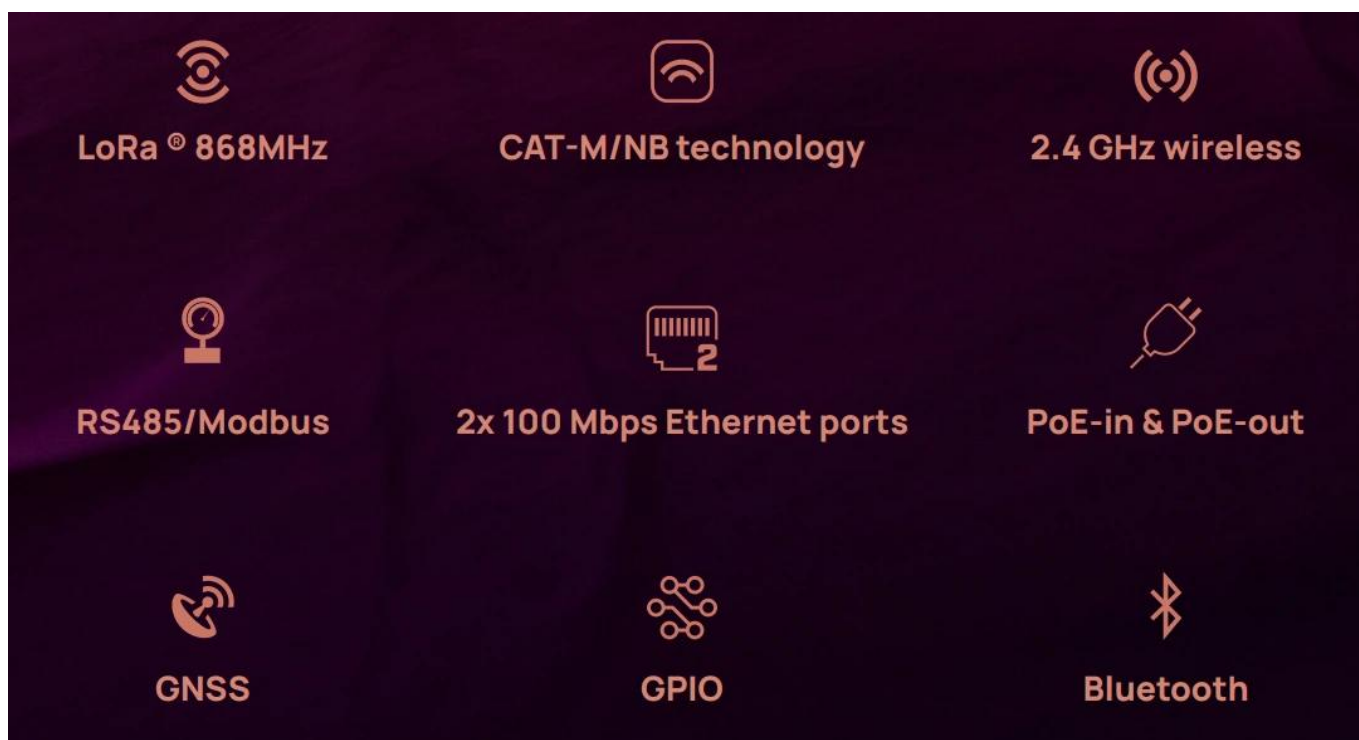 LoRa ® 868MHz
CAT-M/NB technology
2.4 GHz wireless
RS485/Modbus
2
2x 100 Mbps Ethernet ports
PoE-in & PoE-out
GNSS
GPIO
Bluetooth